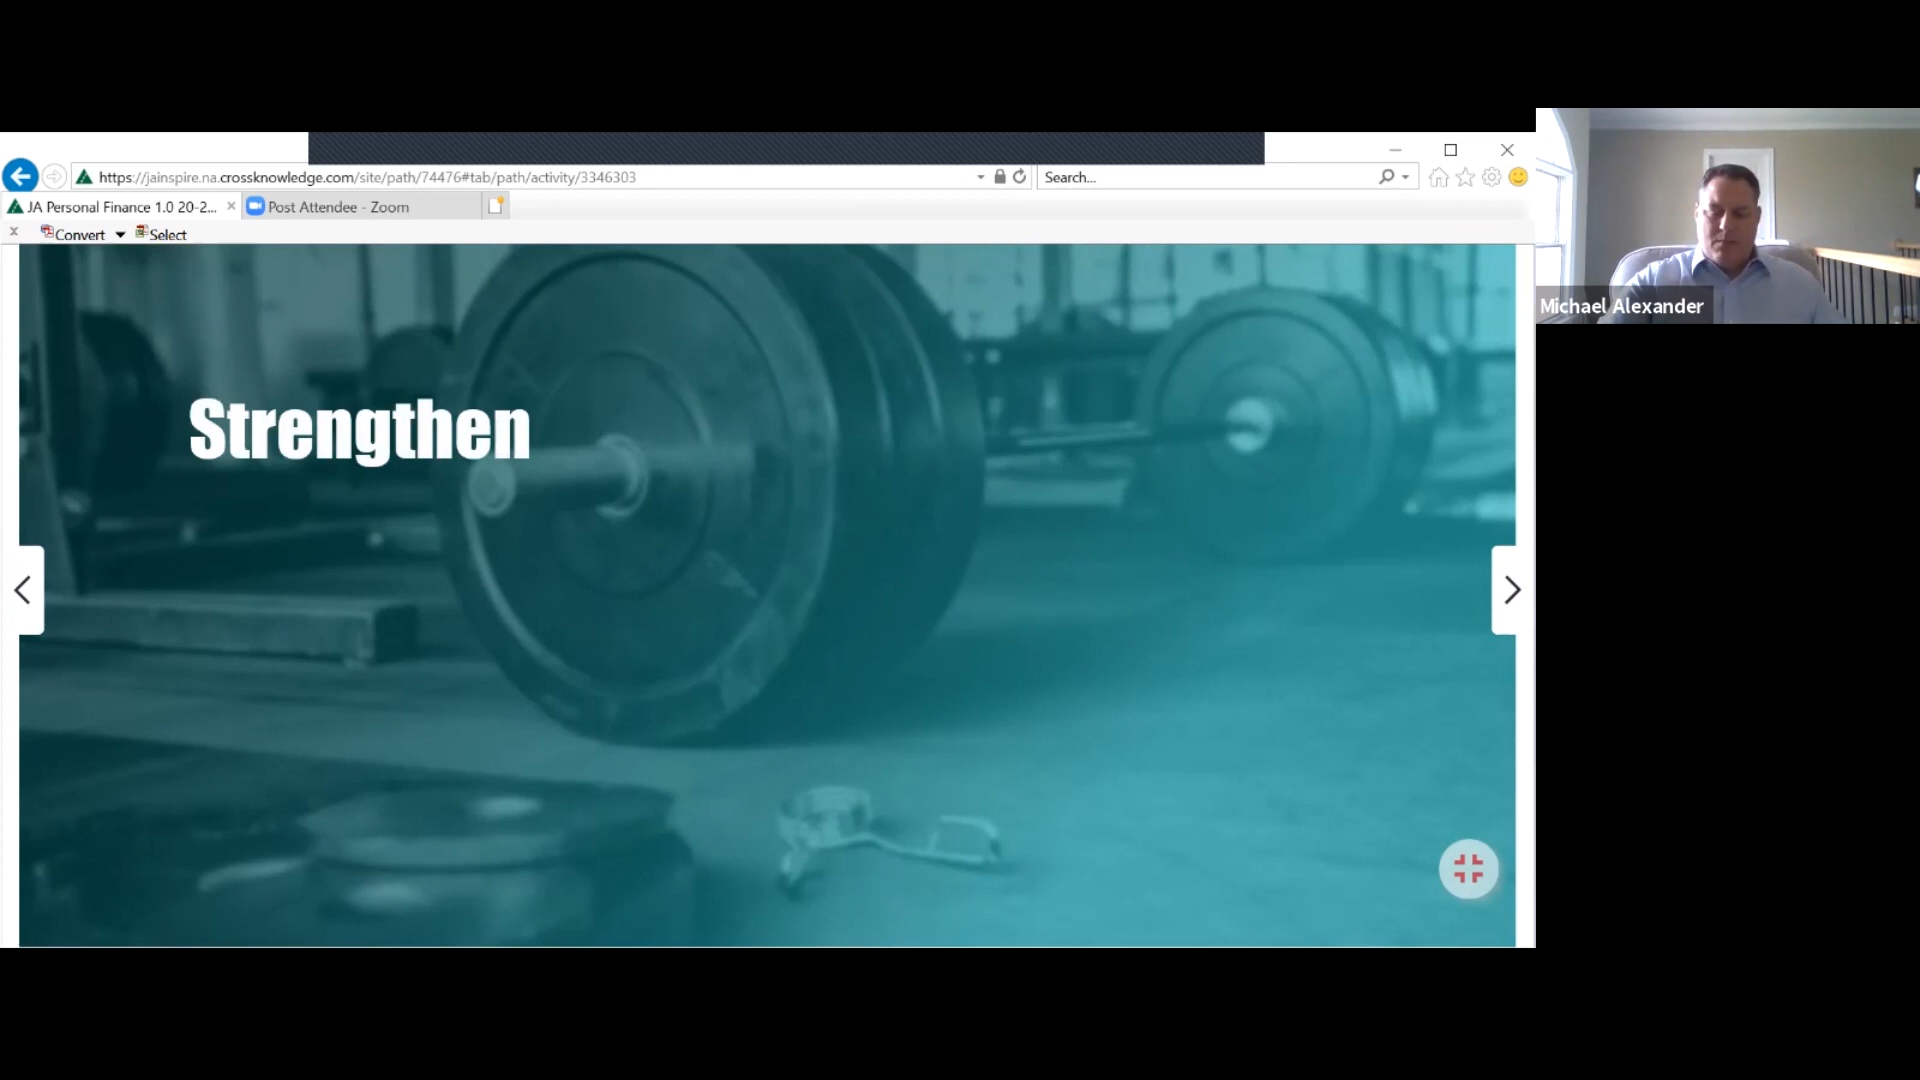 https://jainspire.na.crossknowledge.com/site/path/74476#tab/path/activity/3346303
Search...
JA Personal Finance 1.0 20-2...
Post Attendee - Zoom
x Convert Select
Strengthen
Michael Alexander